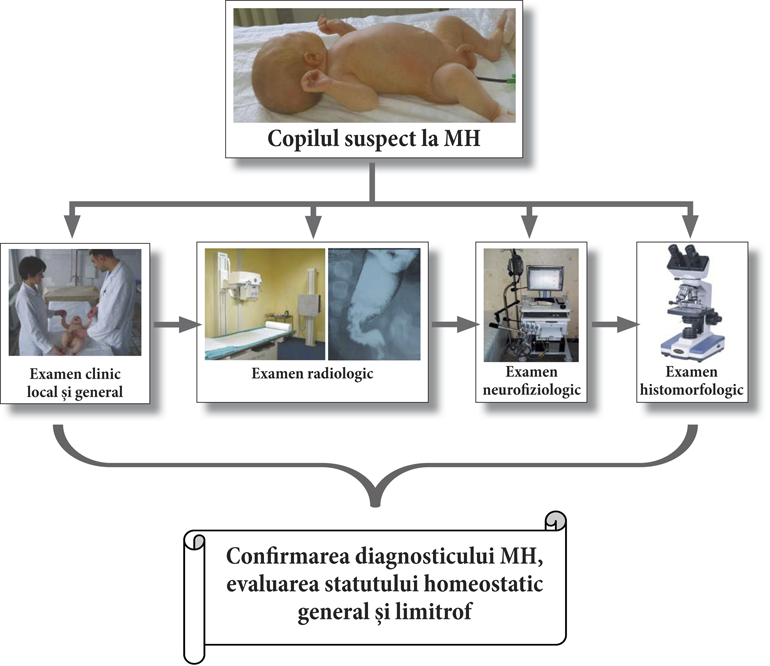 Copilul suspect la MH
Examen clinic
local și general
Examen radiologic
Examen
neurofiziologic
Examen
histomorfologic
Confirmarea diagnosticului MH,
evaluarea statutului homeostatic
general și limitrof